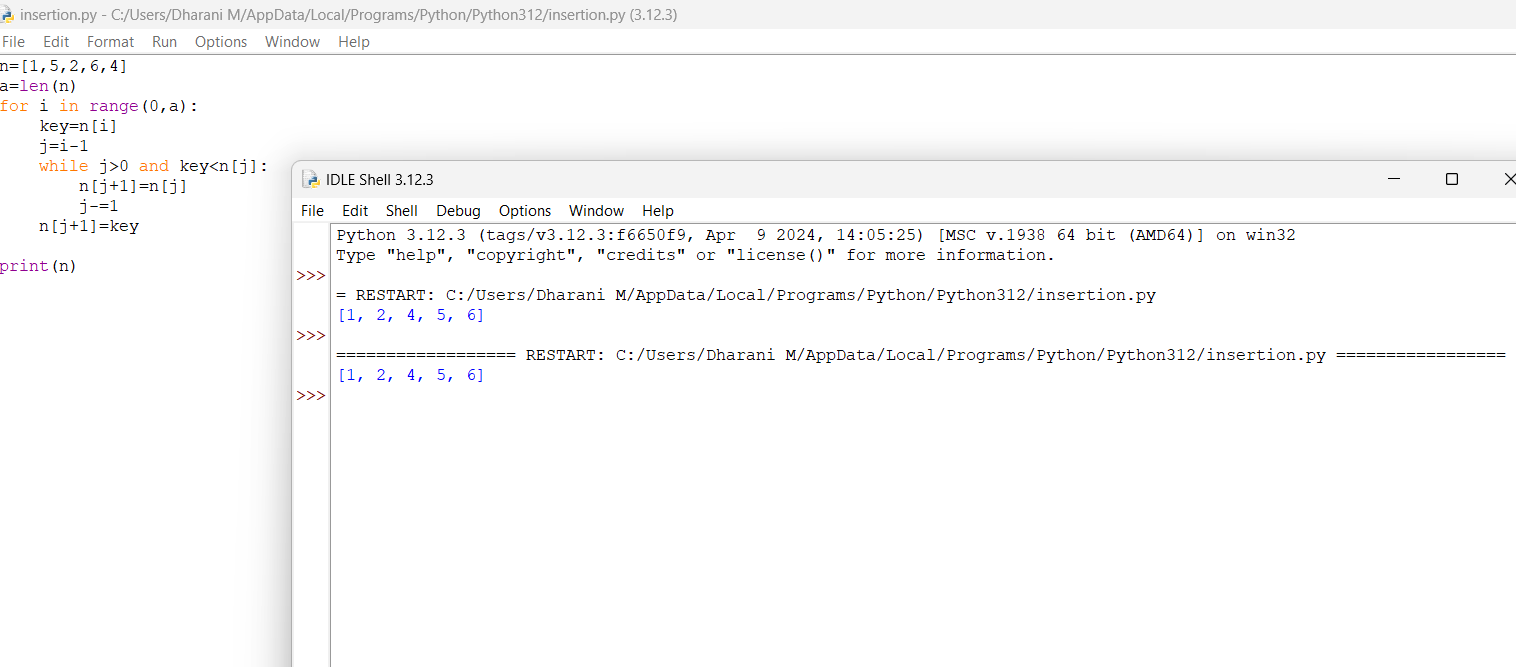 insertion.py - C:/Users/Dharani M/AppData/Local/Programs/Python/Python312/insertion.py (3.12.3)
File Edit Format Run Options Window Help
n=[1,5,2,6,4]
a=len(n)
for i in range(0,a):
    key=n[i]
    j=i-1
    while j>0 and key<n[j]:
        n[j+1]=n[j]
        j-=1
    n[j+1]=key
print(n)
IDLE Shell 3.12.3
File Edit Shell Debug Options Window Help
Python 3.12.3 (tags/v3.12.3:f6650f9, Apr  9 2024, 14:05:25) [MSC v.1938 64 bit (AMD64)] on win32
Type "help", "copyright", "credits" or "license()" for more information.
>>>
= RESTART: C:/Users/Dharani M/AppData/Local/Programs/Python/Python312/insertion.py
[1, 2, 4, 5, 6]
>>>
================== RESTART: C:/Users/Dharani M/AppData/Local/Programs/Python/Python312/insertion.py =================
[1, 2, 4, 5, 6]
>>>